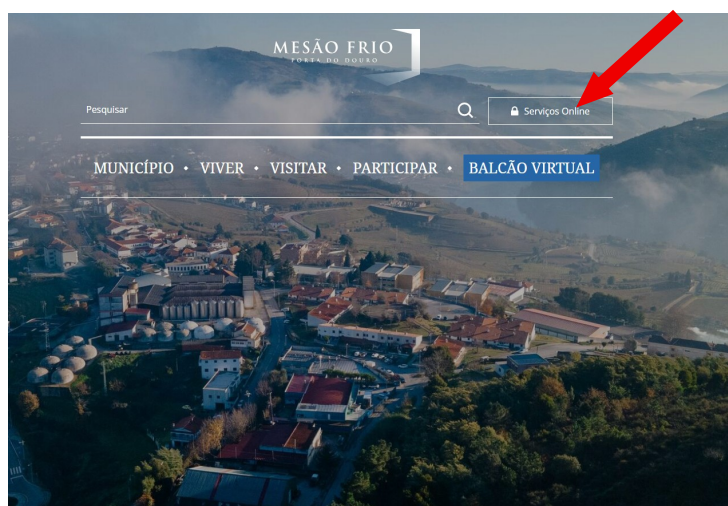 MESÃO FRIO
PORTA DO DOURO
Pesquisar
Serviços Online
MUNICÍPIO • VIVER • VISITAR • PARTICIPAR • BALCÃO VIRTUAL